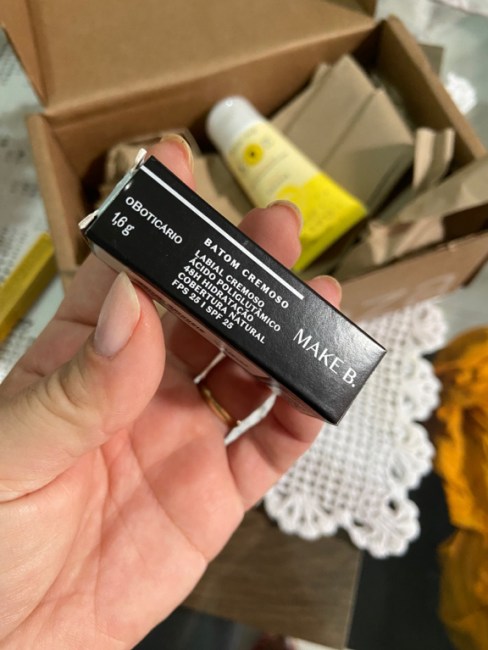 oBOTICÁRIO
1,6 g
BATOM CREMOSO
LABIAL CREMOSO
ÁCIDO POLIGLUTÂMICO
48H HIDRATAÇÃO
COBERTURA NATURAL
FPS 25 I SPF 25
MAKE B.